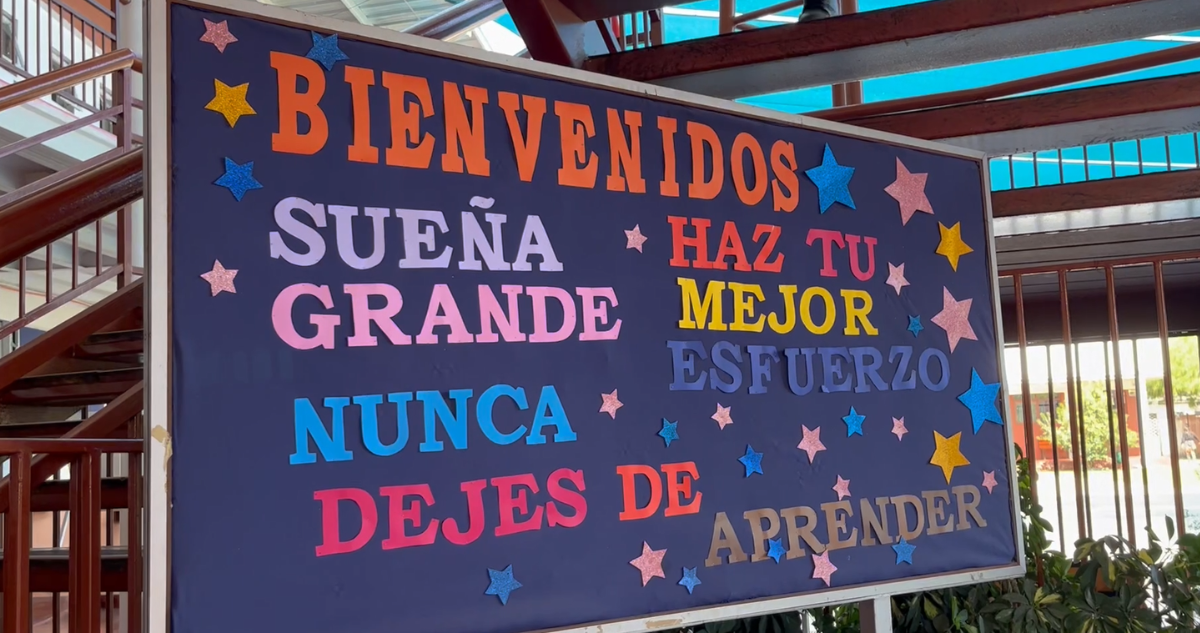 BIENVENIDOS
SUEÑA
GRANDE
HAZ TU
MEJOR
ESFUERZO
NUNCA
DEJES DE
APRENDER